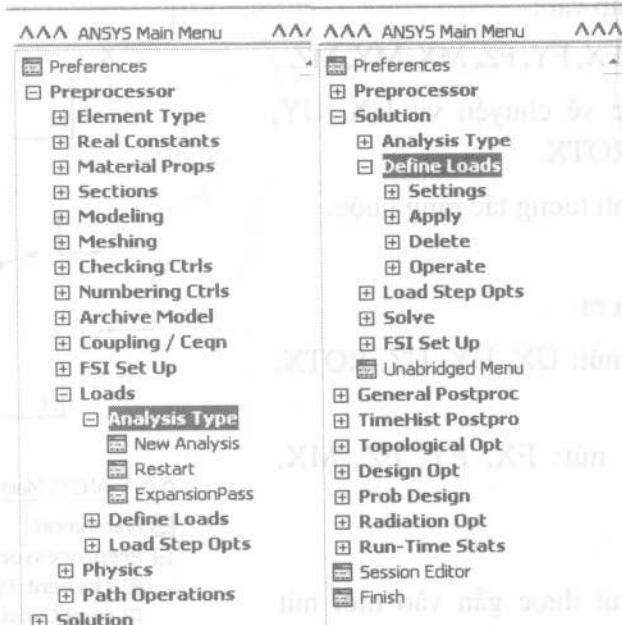 ANSYS Main Menu
Preferences
Preprocessor
Element Type
Real Constants
Material Props
Sections
Modeling
Meshing
Checking Ctrls
Numbering Ctrls
Archive Model
Coupling / Ceqn
FSI Set Up
Loads
Analysis Type
New Analysis
Restart
ExpansionPass
Define Loads
Load Step Opts
Physics
Path Operations
Solution
ANSYS Main Menu
Preferences
Preprocessor
Solution
Analysis Type
Define Loads
Settings
Apply
Delete
Operate
Load Step Opts
Solve
FSI Set Up
Unabridged Menu
General Postproc
TimeHist Postpro
Topological Opt
Design Opt
Prob Design
Radiation Opt
Run-Time Stats
Session Editor
Finish